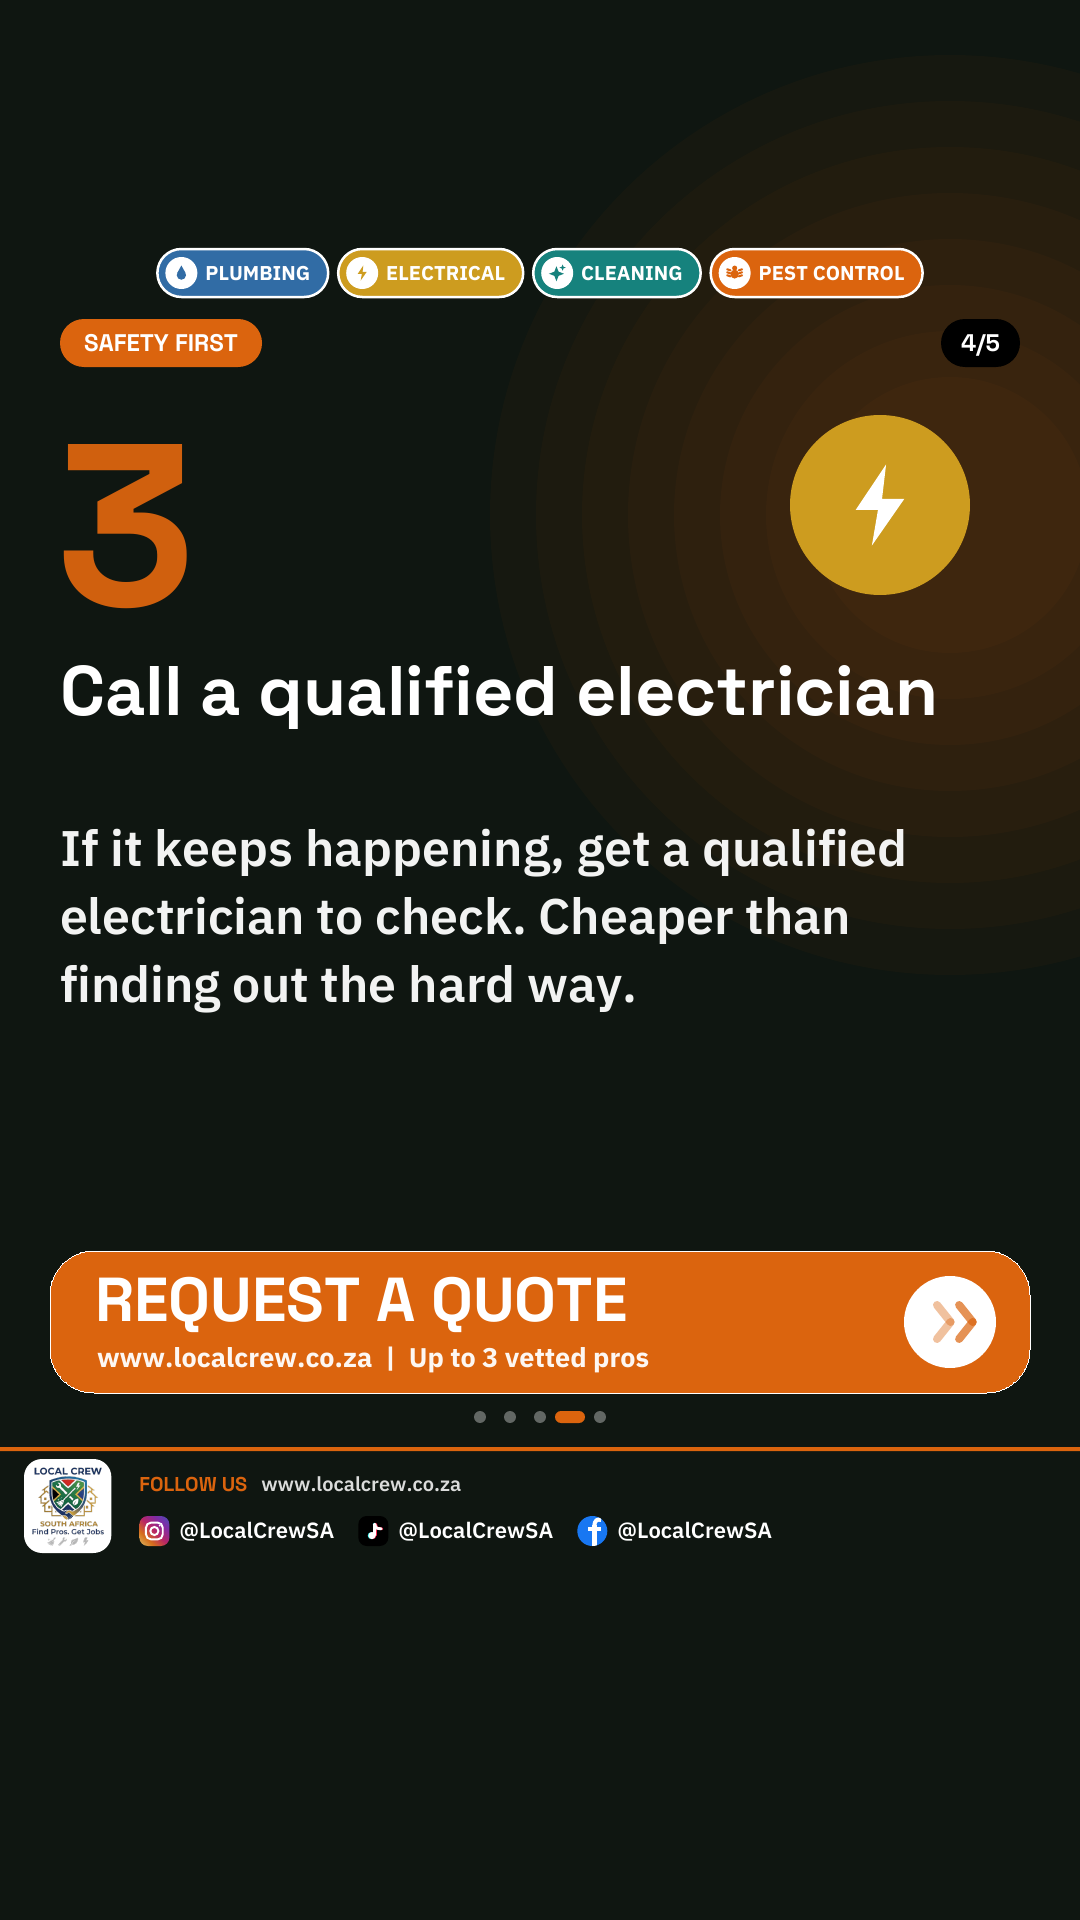 PLUMBING ELECTRICAL CLEANING PEST CONTROL
SAFETY FIRST 4/5
3
Call a qualified electrician
If it keeps happening, get a qualified
electrician to check. Cheaper than
finding out the hard way.
REQUEST A QUOTE
www.localcrew.co.za | Up to 3 vetted pros
LOCAL CREW
SOUTH AFRICA
Find Pros. Get Jobs
FOLLOW US www.localcrew.co.za
@LocalCrewSA @LocalCrewSA @LocalCrewSA